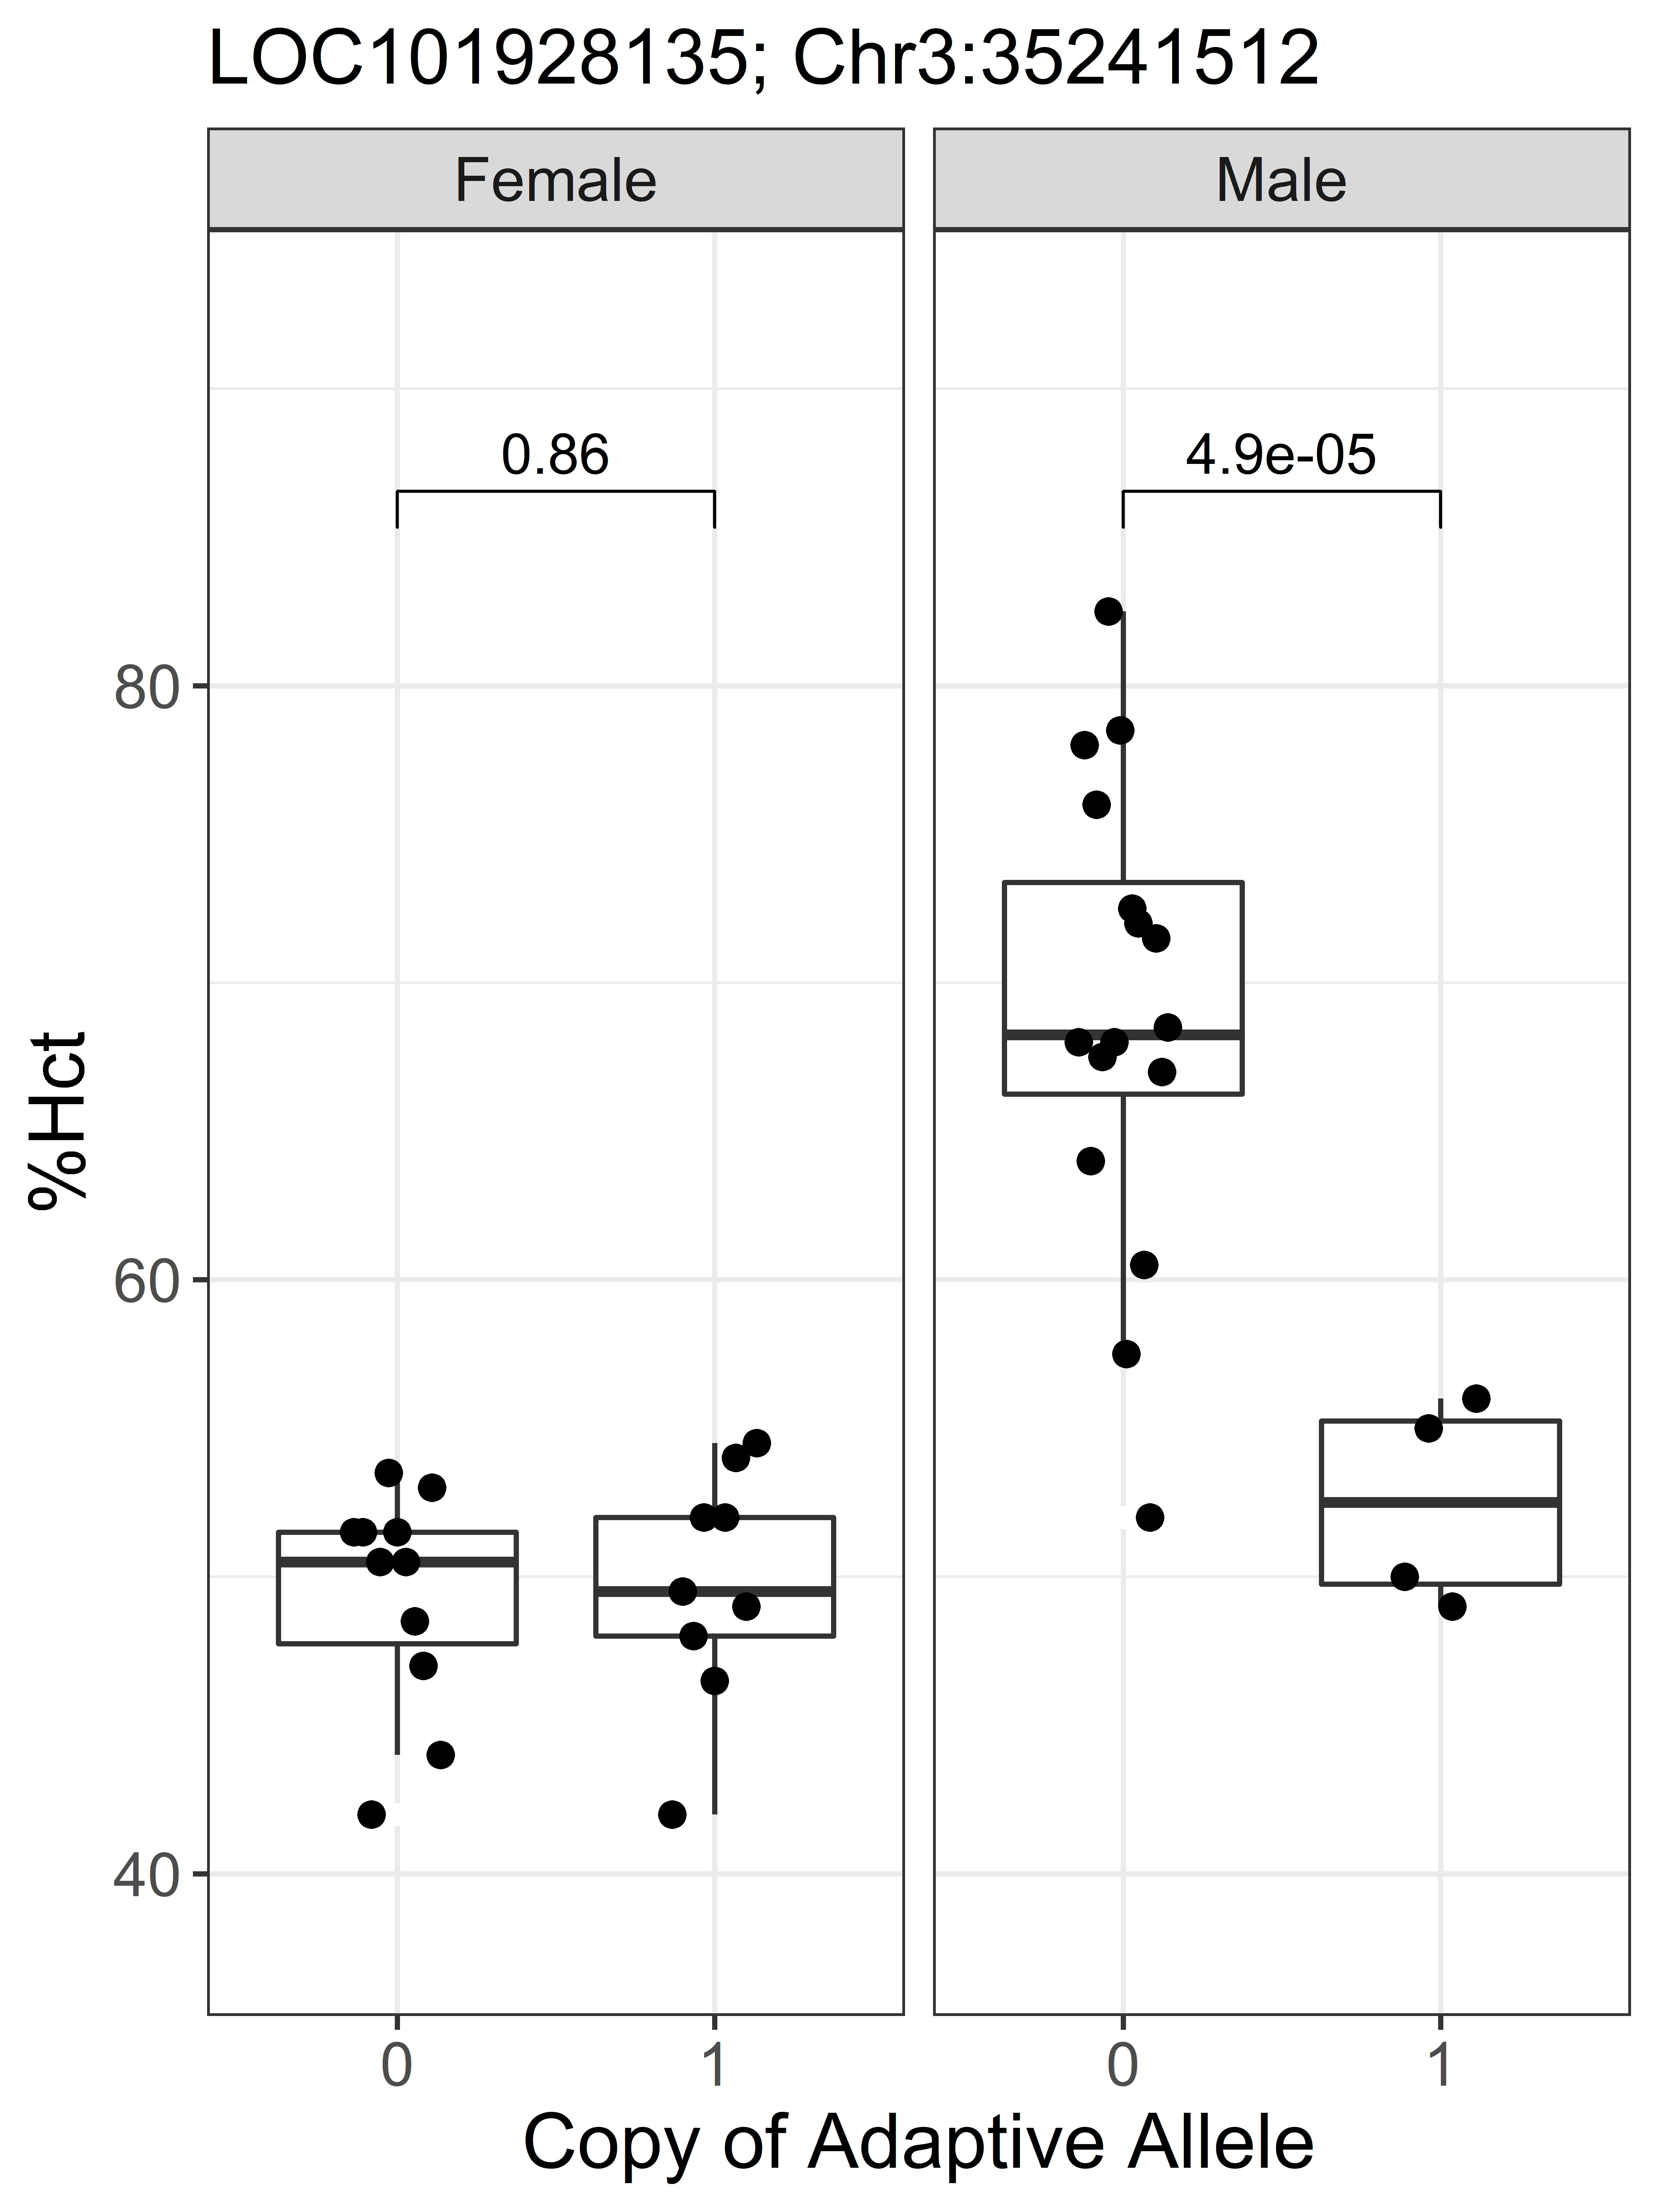 LOC101928135; Chr3:35241512
Female
Male
0.86
4.9e-05
80
60
40
%Hct
0
1
0
1
Copy of Adaptive Allele